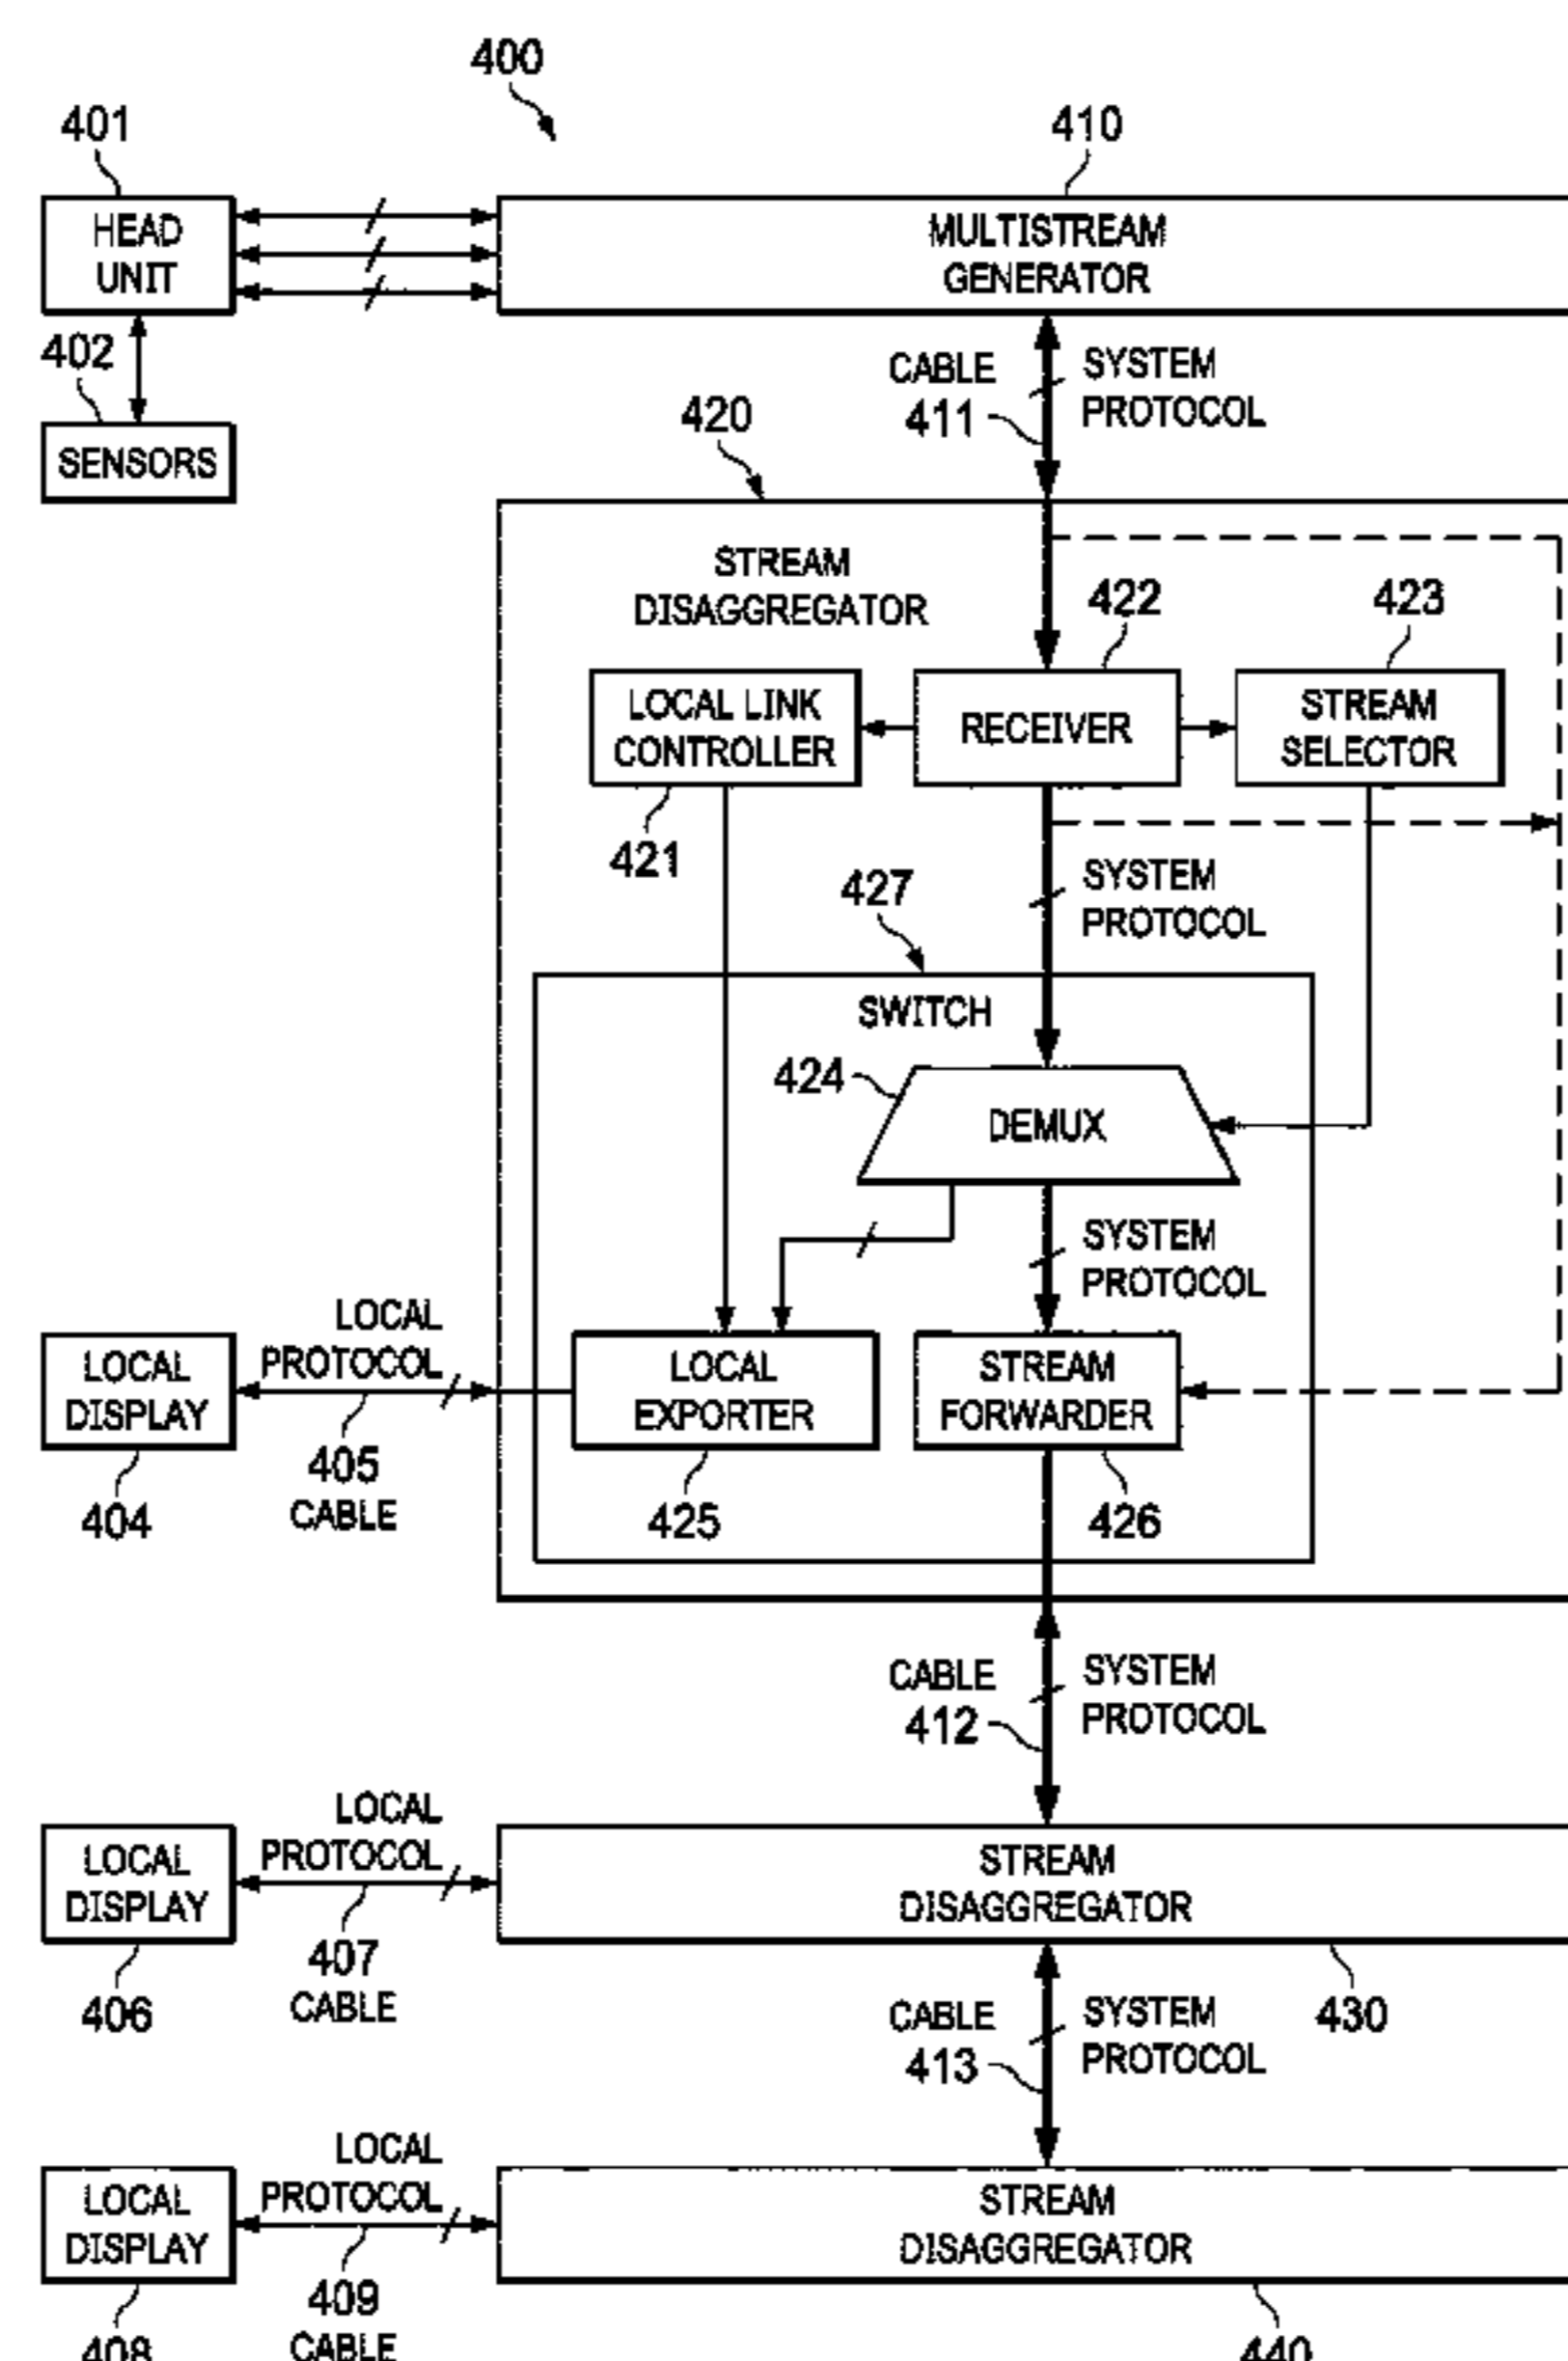 400
401
410
HEAD
UNIT
MULTISTREAM
GENERATOR
402
SENSORS
CABLE
411
SYSTEM
PROTOCOL
420
STREAM
DISAGGREGATOR
422
423
LOCAL LINK
CONTROLLER
RECEIVER
STREAM
SELECTOR
421
427
SYSTEM
PROTOCOL
SWITCH
424
DEMUX
SYSTEM
PROTOCOL
LOCAL
PROTOCOL
LOCAL
DISPLAY
LOCAL
EXPORTER
STREAM
FORWARDER
404
405
CABLE
425
426
CABLE
412
SYSTEM
PROTOCOL
LOCAL
PROTOCOL
LOCAL
DISPLAY
STREAM
DISAGGREGATOR
406
407
CABLE
430
CABLE
413
SYSTEM
PROTOCOL
LOCAL
PROTOCOL
LOCAL
DISPLAY
STREAM
DISAGGREGATOR
408
409
CABLE
440